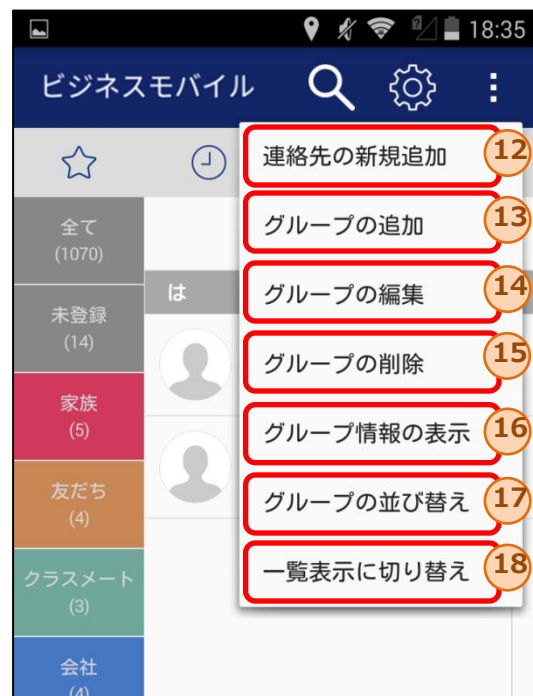 18:35
ビジネスモバイル
連絡先の新規追加 12
グループの追加 13
グループの編集 14
グループの削除 15
グループ情報の表示 16
グループの並び替え 17
一覧表示に切り替え 18
全て
(1070)
は
未登録
(14)
家族
(5)
友だち
(4)
クラスメート
(3)
会社
(4)